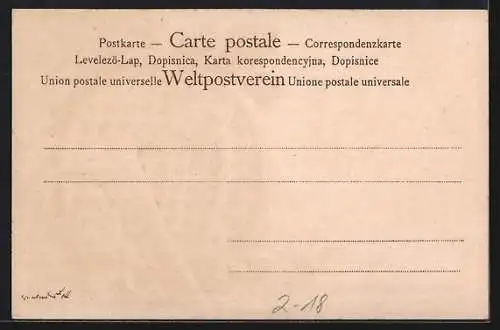 Postkarte — Carte postale — Correspondenzkarte
Levelező-Lap, Dopisnica, Karta korespondencyjna, Dopisnice
Union postale universelle Weltpostverein Unione postale universale
2-18